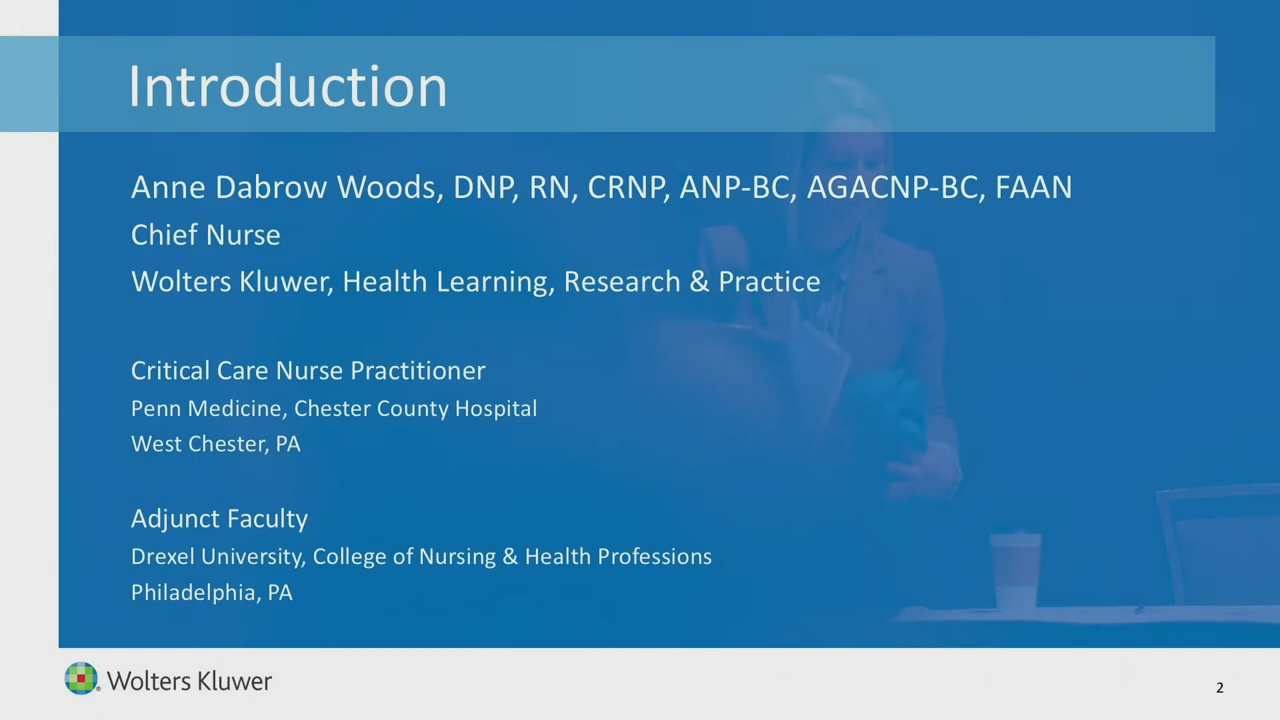 Introduction
Anne Dabrow Woods, DNP, RN, CRNP, ANP-BC, AGACNP-BC, FAAN
Chief Nurse
Wolters Kluwer, Health Learning, Research & Practice
Critical Care Nurse Practitioner
Penn Medicine, Chester County Hospital
West Chester, PA
Adjunct Faculty
Drexel University, College of Nursing & Health Professions
Philadelphia, PA
Wolters Kluwer
2